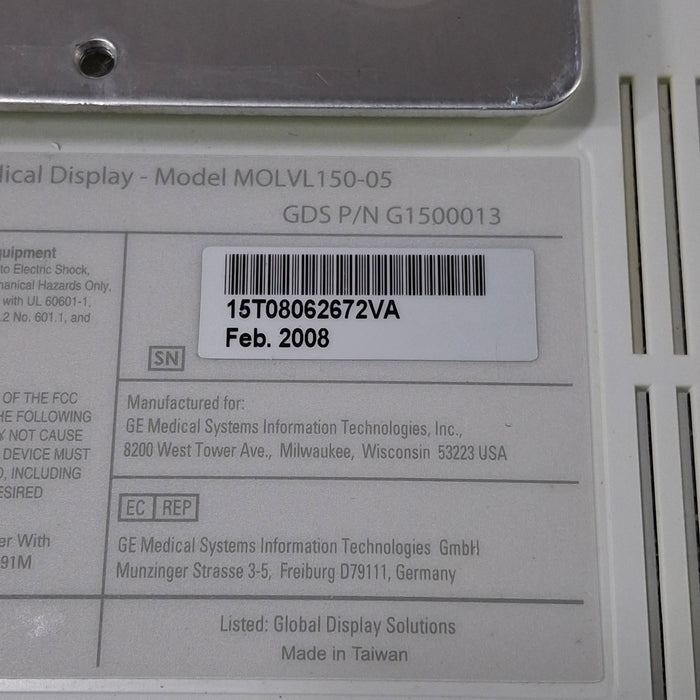 ical Display - Model MOLVL150-05
GDS P/N G1500013
quipment
to Electric Shock,
hanical Hazards Only,
with UL 60601-1,
.2 No. 601.1, and
15T08062672VA
Feb. 2008
SN
OF THE FCC
HE FOLLOWING
Y NOT CAUSE
DEVICE MUST
D, INCLUDING
ESIRED
Manufactured for:
GE Medical Systems Information Technologies, Inc.,
8200 West Tower Ave., Milwaukee, Wisconsin 53223 USA
EC REP
er With
91M
GE Medical Systems Information Technologies GmbH
Munzinger Strasse 3-5, Freiburg D79111, Germany
Listed: Global Display Solutions
Made in Taiwan